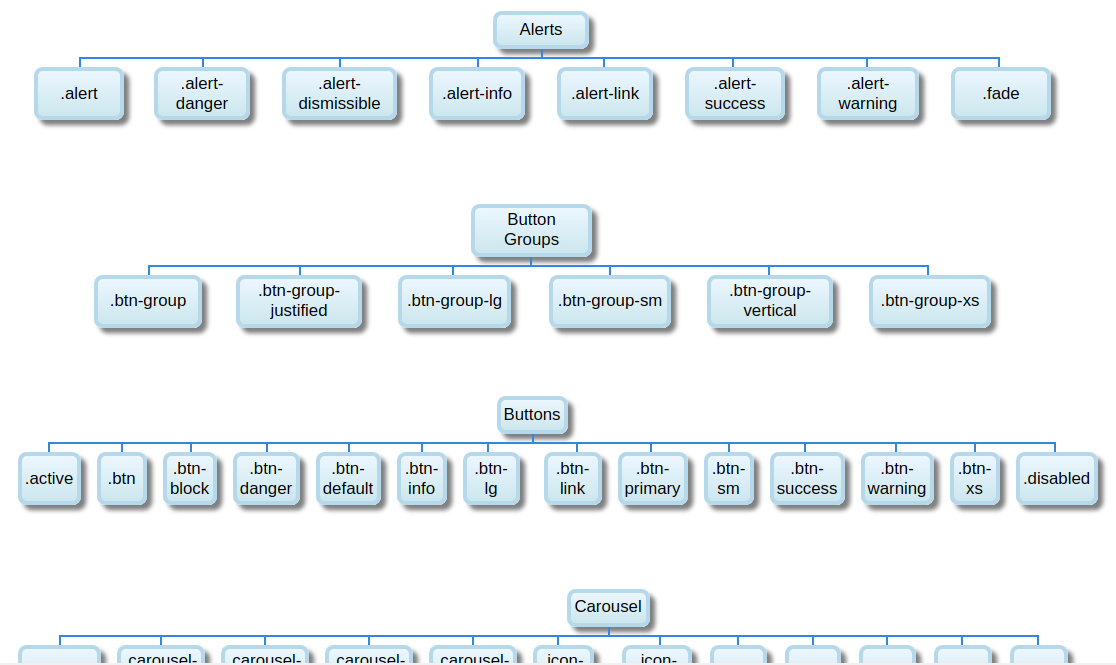 Alerts
.alert
.alert-
danger
.alert-
dismissible
.alert-info
.alert-link
.alert-
success
.alert-
warning
.fade
Button
Groups
.btn-group
.btn-group-
justified
.btn-group-lg
.btn-group-sm
.btn-group-
vertical
.btn-group-xs
Buttons
.active
.btn
.btn-
block
.btn-
danger
.btn-
default
.btn-
info
.btn-
lg
.btn-
link
.btn-
primary
.btn-
sm
.btn-
success
.btn-
warning
.btn-
xs
.disabled
Carousel
carousel-
carousel-
carousel-
carousel-
icon-
icon-